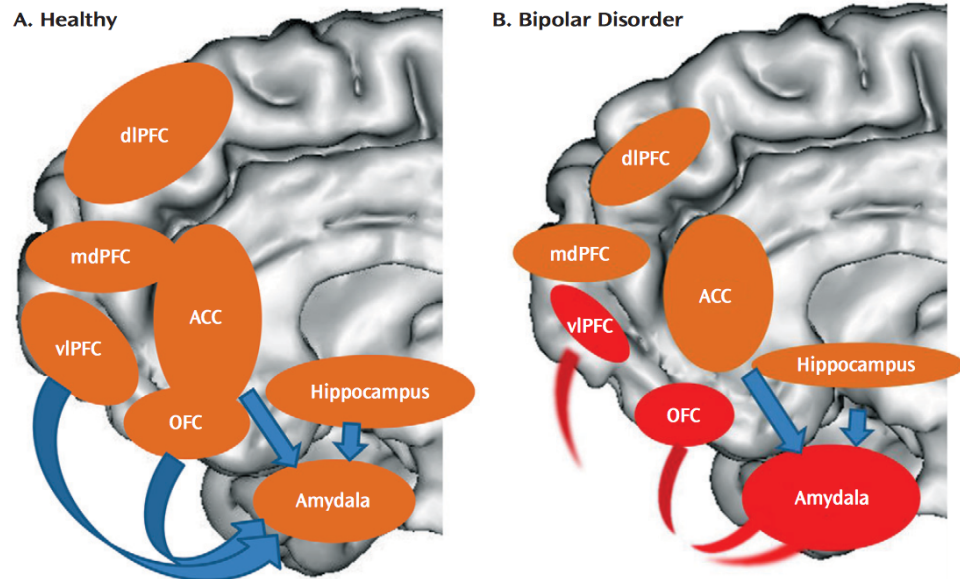 A. Healthy
dlPFC
mdPFC
ACC
vlPFC
Hippocampus
OFC
Amydala
B. Bipolar Disorder
dlPFC
mdPFC
ACC
vlPFC
Hippocampus
OFC
Amydala